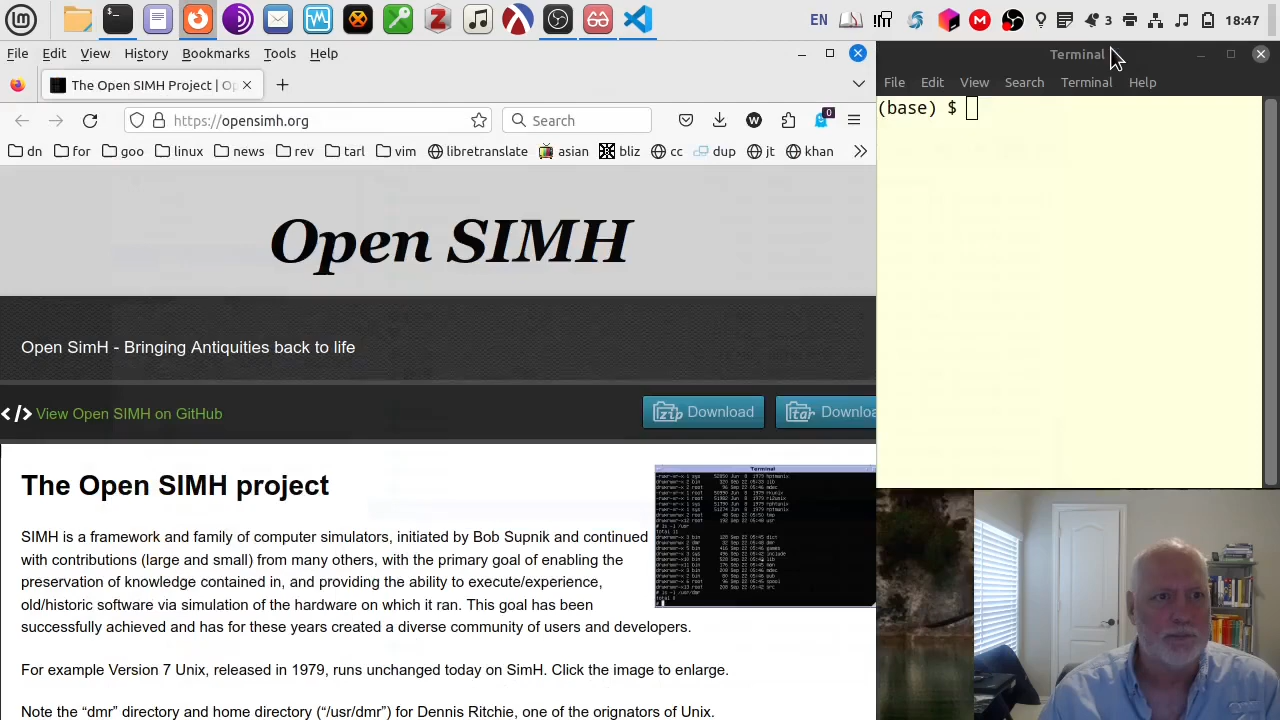 EN
3
18:47
File Edit View History Bookmarks Tools Help
Terminal
The Open SIMH Project | Op
File Edit View Search Terminal Help
(base) $
https://opensimh.org
Search
W
0
dn for goo linux news rev tarl vim libretranslate asian bliz cc dup jt khan
Open SIMH
Open SimH - Bringing Antiquities back to life
View Open SIMH on GitHub
zip Download
tar Downloa
The Open SIMH project
SIMH is a framework and family of computer simulators, initiated by Bob Supnik and continued
with contributions (large and small) from many others, with the primary goal of enabling the
preservation of knowledge contained in, and providing the ability to execute/experience,
old/historic software via simulation of the hardware on which it ran. This goal has been
successfully achieved and has for these years created a diverse community of users and developers.
For example Version 7 Unix, released in 1979, runs unchanged today on SimH. Click the image to enlarge.
Note the “dmr” directory and home directory (“/usr/dmr”) for Dennis Ritchie, one of the orignators of Unix.
Terminal